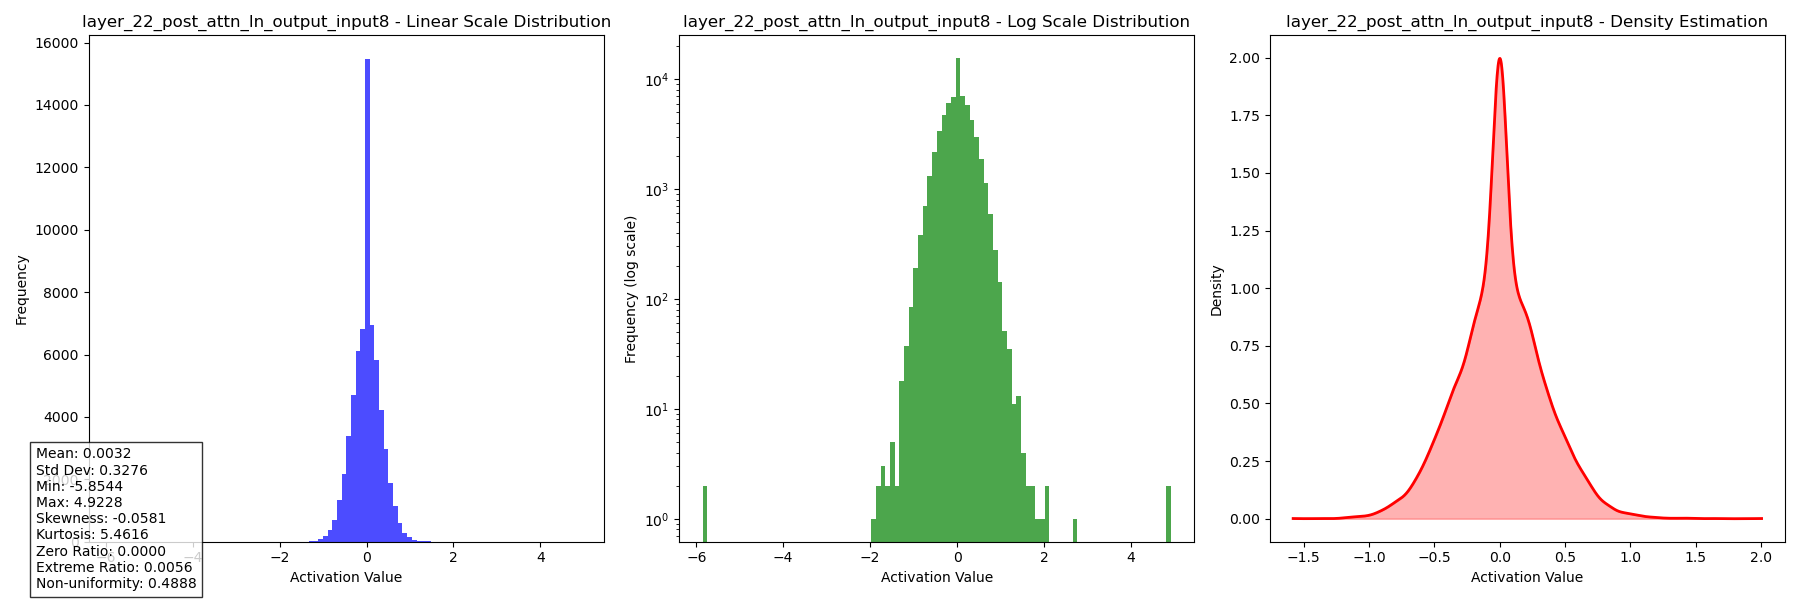 layer_22_post_attn_ln_output_input8 - Linear Scale Distribution
16000
14000
12000
10000
8000
6000
4000
2000
0
Frequency
−6
−4
−2
0
2
4
Activation Value
Mean: 0.0032
Std Dev: 0.3276
Min: -5.8544
Max: 4.9228
Skewness: -0.0581
Kurtosis: 5.4616
Zero Ratio: 0.0000
Extreme Ratio: 0.0056
Non-uniformity: 0.4888
layer_22_post_attn_ln_output_input8 - Log Scale Distribution
10⁴
10³
10²
10¹
10⁰
Frequency (log scale)
−6
−4
−2
0
2
4
Activation Value
layer_22_post_attn_ln_output_input8 - Density Estimation
2.00
1.75
1.50
1.25
1.00
0.75
0.50
0.25
0.00
Density
−1.5
−1.0
−0.5
0.0
0.5
1.0
1.5
2.0
Activation Value